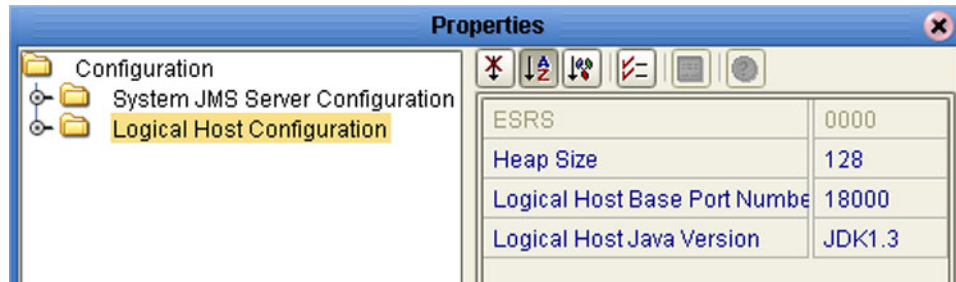 Properties
Configuration
System JMS Server Configuration
Logical Host Configuration
ESRS 0000
Heap Size 128
Logical Host Base Port Numbe 18000
Logical Host Java Version JDK1.3